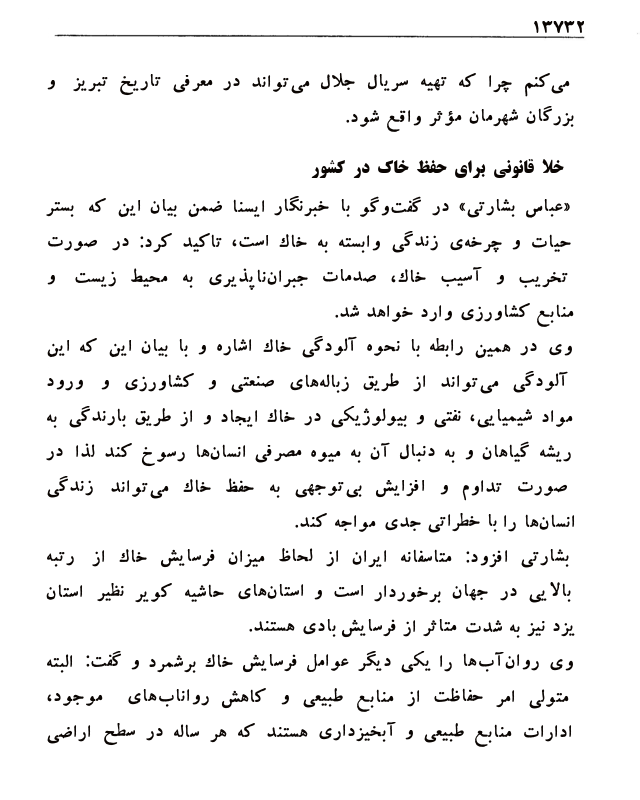 ۱۳۷۳۲
می‌کنم چرا که تهیه سریال جلال می‌تواند در معرفی تاریخ تبریز و
بزرگان شهرمان مؤثر واقع شود.
خلا قانونی برای حفظ خاک در کشور
«عباس بشارتی» در گفت‌وگو با خبرنگار ایسنا ضمن بیان این که بستر
حیات و چرخه‌ی زندگی وابسته به خاک است، تاکید کرد: در صورت
تخریب و آسیب خاک، صدمات جبران‌ناپذیری به محیط زیست و
منابع کشاورزی وارد خواهد شد.
وی در همین رابطه با نحوه آلودگی خاک اشاره و با بیان این که این
آلودگی می‌تواند از طریق زباله‌های صنعتی و کشاورزی و ورود
مواد شیمیایی، نفتی و بیولوژیکی در خاک ایجاد و از طریق بارندگی به
ریشه گیاهان و به دنبال آن به میوه مصرفی انسان‌ها رسوخ کند لذا در
صورت تداوم و افزایش بی‌توجهی به حفظ خاک می‌تواند زندگی
انسان‌ها را با خطراتی جدی مواجه کند.
بشارتی افزود: متاسفانه ایران از لحاظ میزان فرسایش خاک از رتبه
بالایی در جهان برخوردار است و استان‌های حاشیه کویر نظیر استان
یزد نیز به شدت متاثر از فرسایش بادی هستند.
وی روان‌آب‌ها را یکی دیگر عوامل فرسایش خاک برشمرد و گفت: البته
متولی امر حفاظت از منابع طبیعی و کاهش رواناب‌های موجود،
ادارات منابع طبیعی و آبخیزداری هستند که هر ساله در سطح اراضی